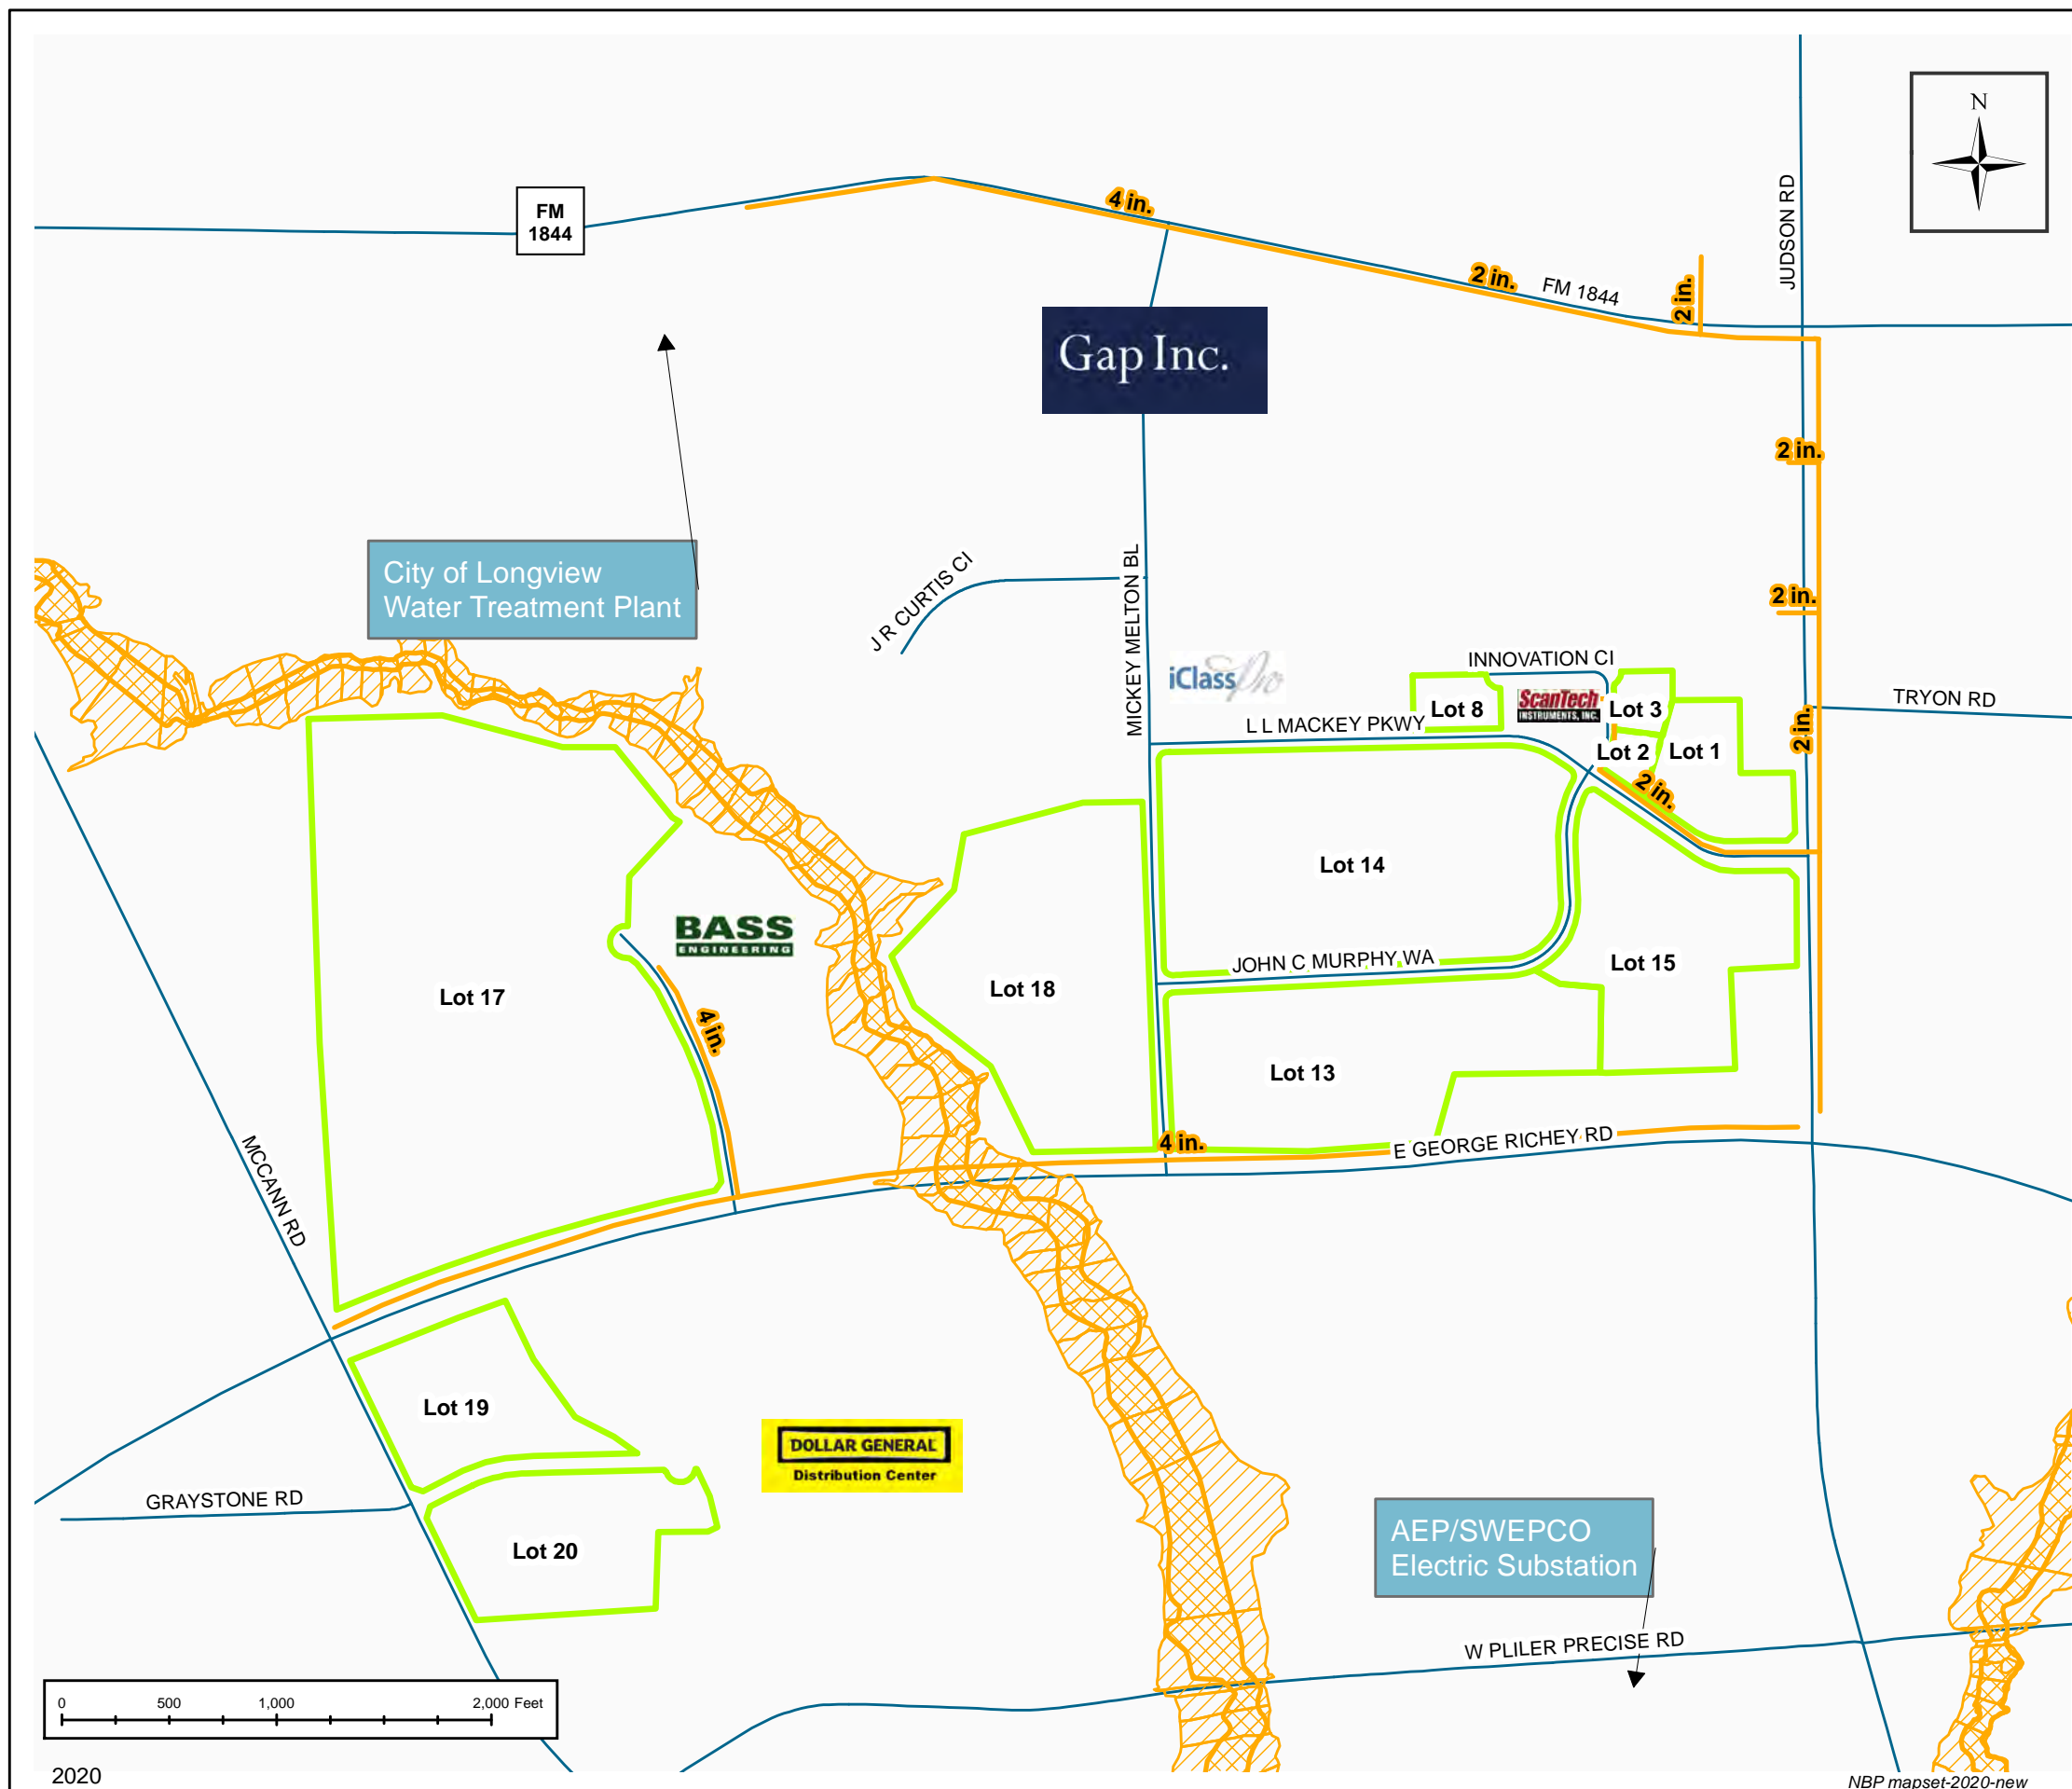 N
JUDSON RD
FM
1844
4 in.
2 in.
FM 1844
2 in.
Gap Inc.
2 in.
City of Longview
Water Treatment Plant
J R CURTIS CI
MICKEY MELTON BL
2 in.
iClassPro
INNOVATION CI
ScanTech
INSTRUMENTS, INC.
Lot 8
Lot 3
TRYON RD
L L MACKEY PKWY
2 in.
Lot 2
Lot 1
2 in.
Lot 14
BASS
ENGINEERING
JOHN C MURPHY WA
Lot 15
Lot 17
Lot 18
4 in.
Lot 13
4 in.
E GEORGE RICHEY RD
MCCANN RD
Lot 19
DOLLAR GENERAL
Distribution Center
GRAYSTONE RD
Lot 20
AEP/SWEPCO
Electric Substation
W PLILER PRECISE RD
0 500 1,000 2,000 Feet
2020
NBP mapset-2020-new